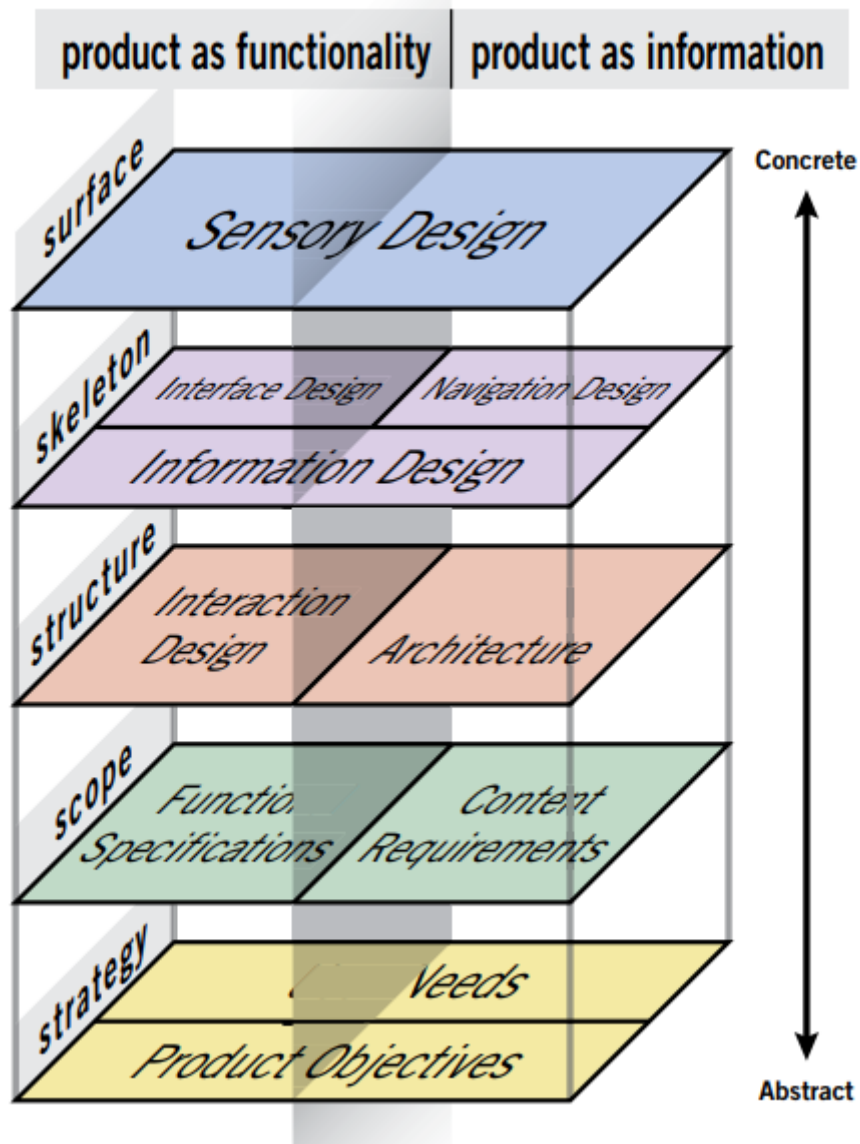 product as functionality product as information
Concrete
surface
Sensory Design
skeleton
Interface Design Navigation Design
Information Design
structure
Interaction
Design Architecture
scope
Content
Specifications Requirements
strategy
Needs
Product Objectives
Abstract